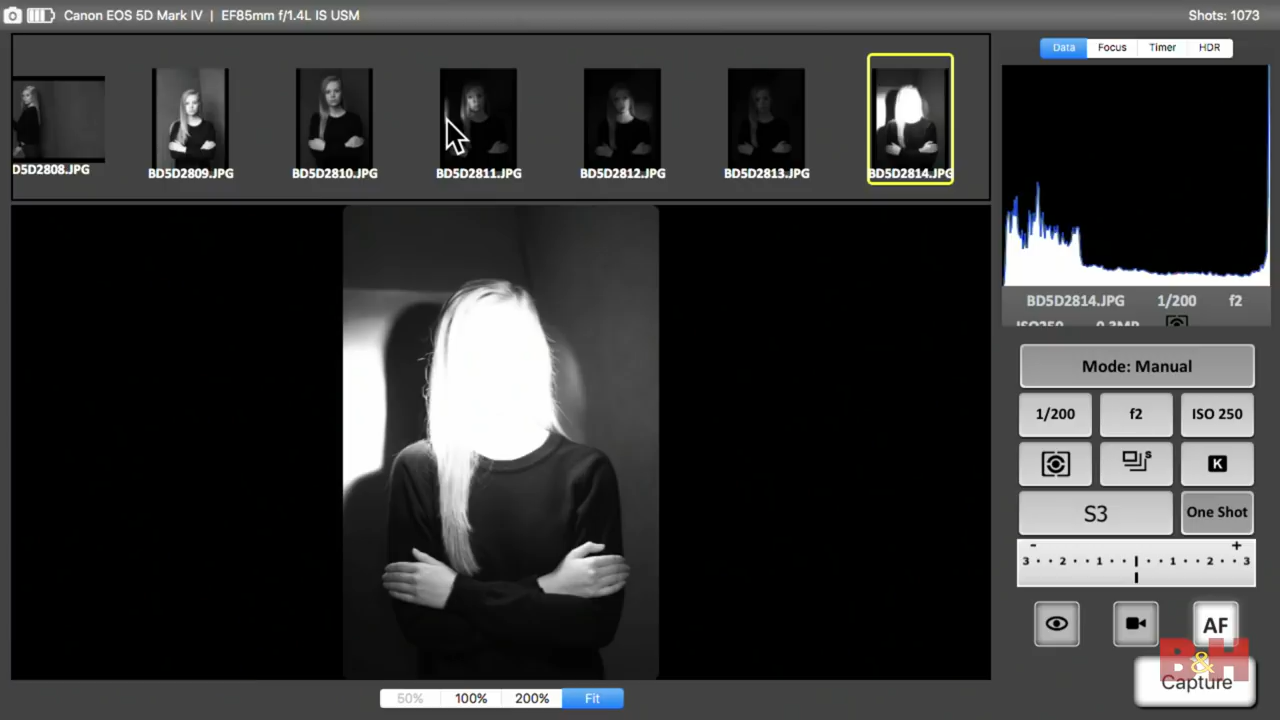 Canon EOS 5D Mark IV | EF85mm f/1.4L IS USM
Shots: 1073
Data Focus Timer HDR
D5D2808.JPG
BD5D2809.JPG
BD5D2810.JPG
BD5D2811.JPG
BD5D2812.JPG
BD5D2813.JPG
BD5D2814.JPG
BD5D2814.JPG 1/200 f2
ISO250 0.3MP
Mode: Manual
1/200 f2 ISO 250
S
K
S3 One Shot
- +
3 · · 2 · · 1 · · | · · 1 · · 2 · · 3
AF
B&H
Capture
50% 100% 200% Fit